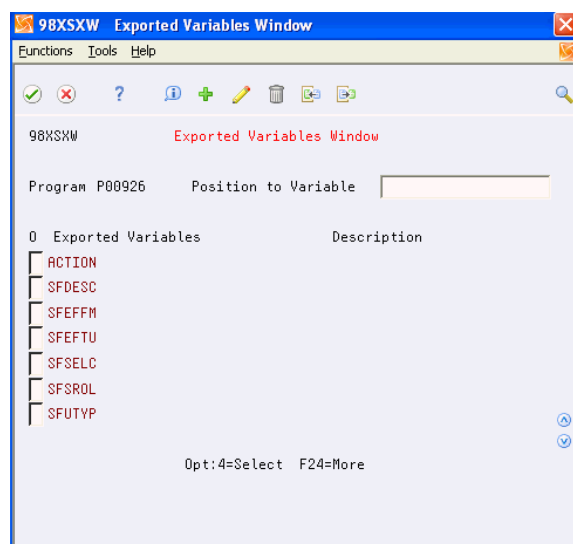 98XSXW Exported Variables Window
Functions Tools Help
98XSXW Exported Variables Window
Program P00926 Position to Variable
O Exported Variables Description
ACTION
SFDESC
SFEFFM
SFEFTU
SFSELC
SFSROL
SFUTYP
Opt:4=Select F24=More